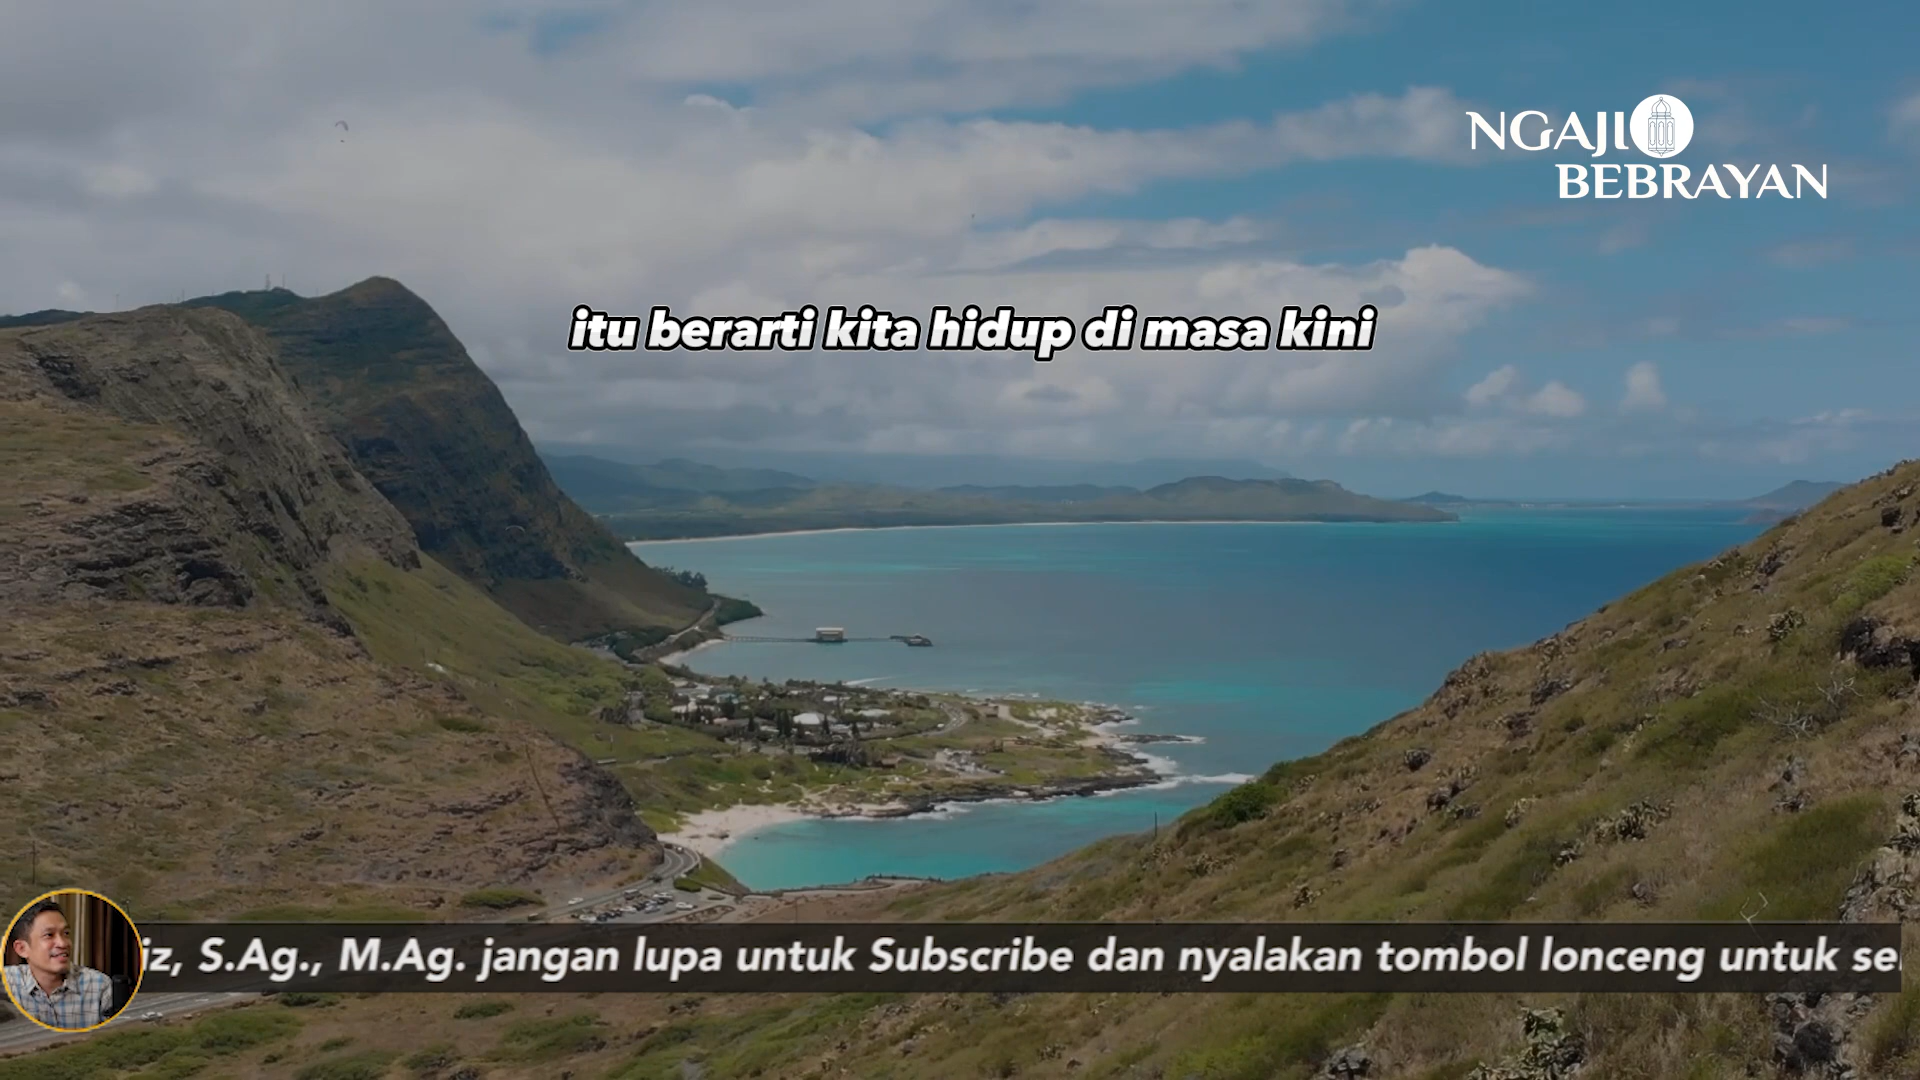 NGAJI
BEBRAYAN
itu berarti kita hidup di masa kini
iz, S.Ag., M.Ag. jangan lupa untuk Subscribe dan nyalakan tombol lonceng untuk se